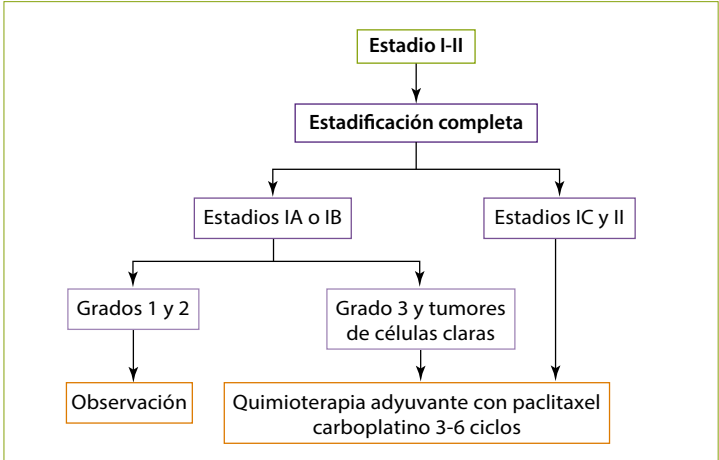 Estadio I-II
Estadificación completa
Estadios IA o IB
Estadios IC y II
Grados 1 y 2
Grado 3 y tumores
de células claras
Observación
Quimioterapia adyuvante con paclitaxel
carboplatino 3-6 ciclos